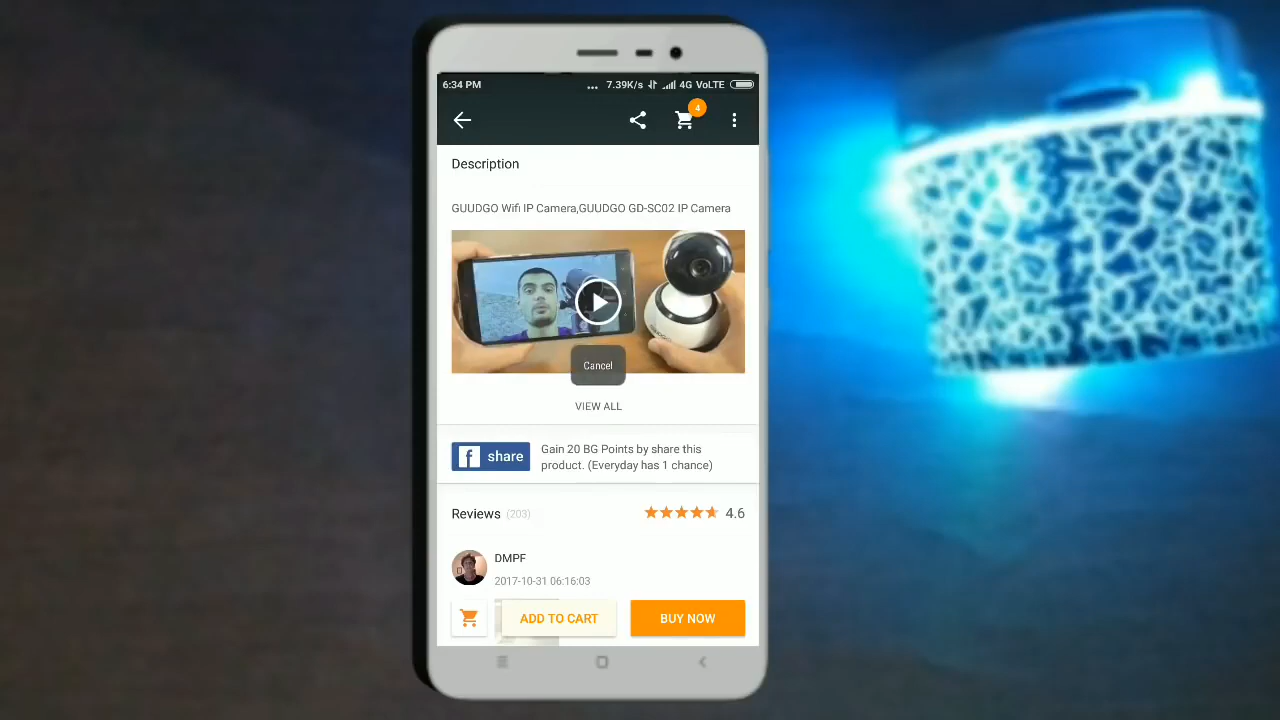 6:34 PM ... 7.39K/s 4G VoLTE
4
Description
GUUDGO Wifi IP Camera,GUUDGO GD-SC02 IP Camera
Cancel
VIEW ALL
f share
Gain 20 BG Points by share this
product. (Everyday has 1 chance)
Reviews (203) 4.6
DMPF
2017-10-31 06:16:03
ADD TO CART BUY NOW